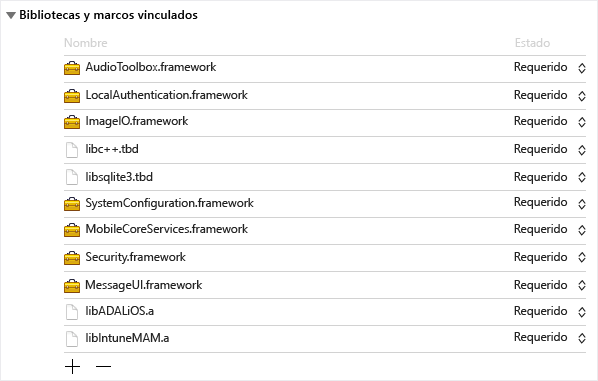 Bibliotecas y marcos vinculados
Nombre Estado
AudioToolbox.framework Requerido
LocalAuthentication.framework Requerido
ImageIO.framework Requerido
libc++.tbd Requerido
libsqlite3.tbd Requerido
SystemConfiguration.framework Requerido
MobileCoreServices.framework Requerido
Security.framework Requerido
MessageUI.framework Requerido
libADALiOS.a Requerido
libIntuneMAM.a Requerido